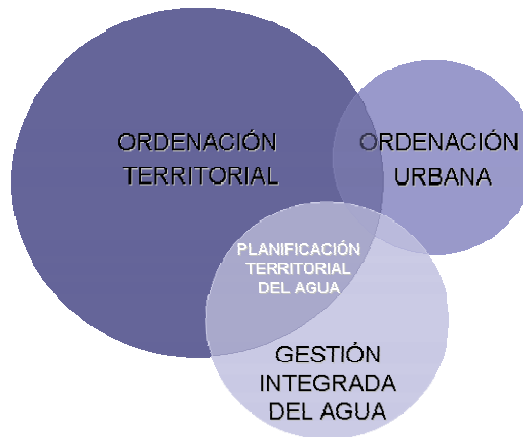 ORDENACIÓN
TERRITORIAL
ORDENACIÓN
URBANA
PLANIFICACIÓN
TERRITORIAL
DEL AGUA
GESTIÓN
INTEGRADA
DEL AGUA